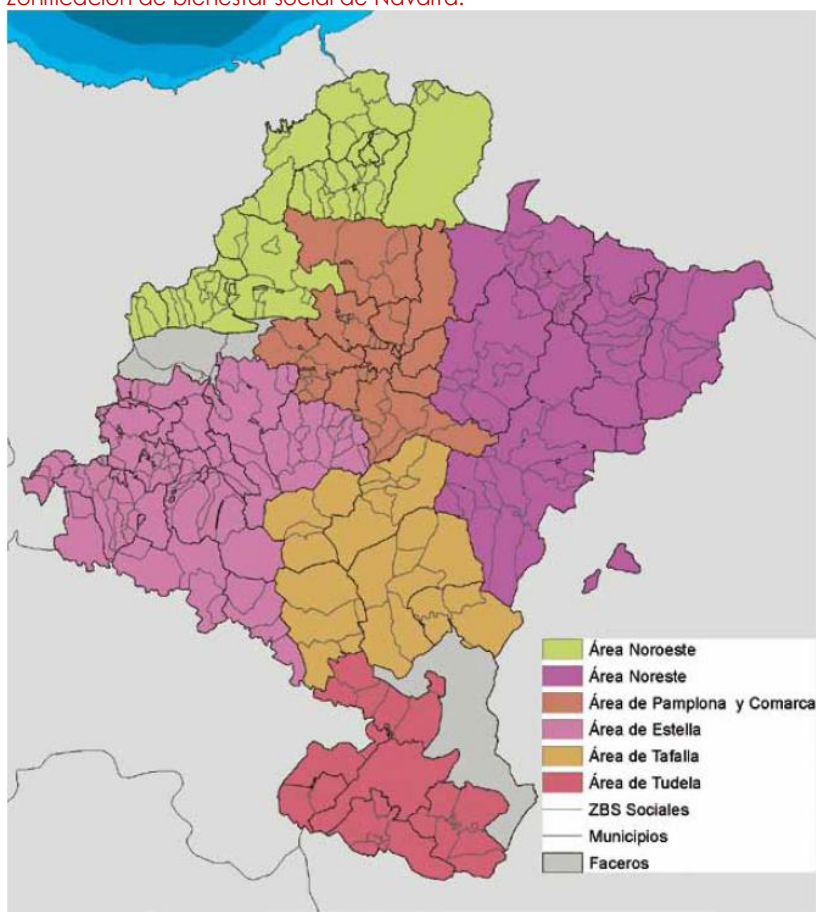 zonificación de bienestar social de Navarra.
Área Noroeste
Área Noreste
Área de Pamplona y Comarca
Área de Estella
Área de Tafalla
Área de Tudela
ZBS Sociales
Municipios
Faceros